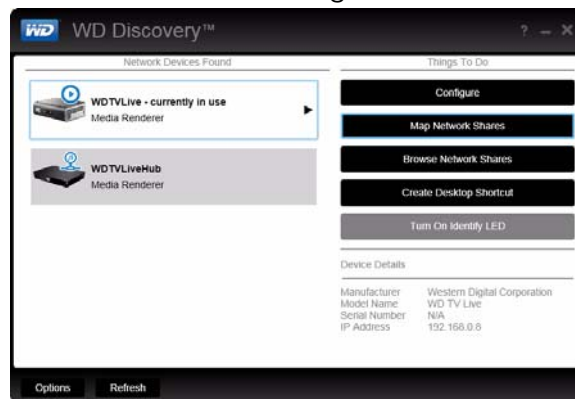 WD WD Discovery™ ? – ×
Network Devices Found
WDTVLive - currently in use
Media Renderer
WDTVLiveHub
Media Renderer
Things To Do
Configure
Map Network Shares
Browse Network Shares
Create Desktop Shortcut
Turn On Identify LED
Device Details
Manufacturer Western Digital Corporation
Model Name WD TV Live
Serial Number N/A
IP Address 192.168.0.8
Options Refresh